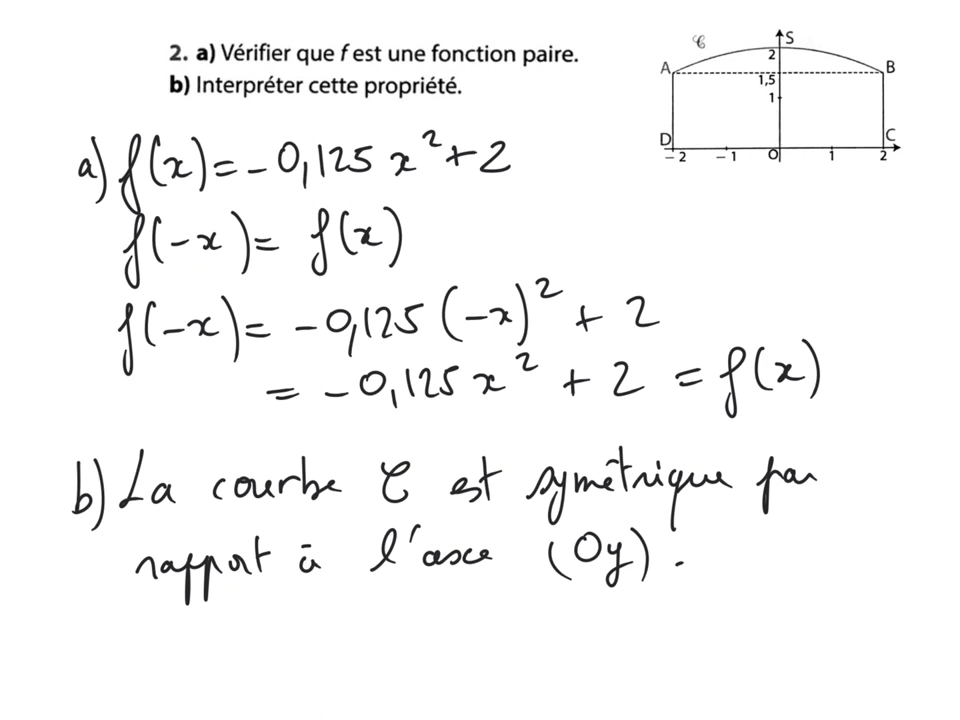 2. a) Vérifier que f est une fonction paire.
b) Interpréter cette propriété.
𝒞 S
2
A B
1,5
1
D C
-2 -1 O 1 2
a) f(x) = -0,125 x² + 2
f(-x) = f(x)
f(-x) = -0,125 (-x)² + 2
= -0,125 x² + 2 = f(x)
b) La courbe 𝒞 est symêtrique par
rapport à l'axe (Oy).